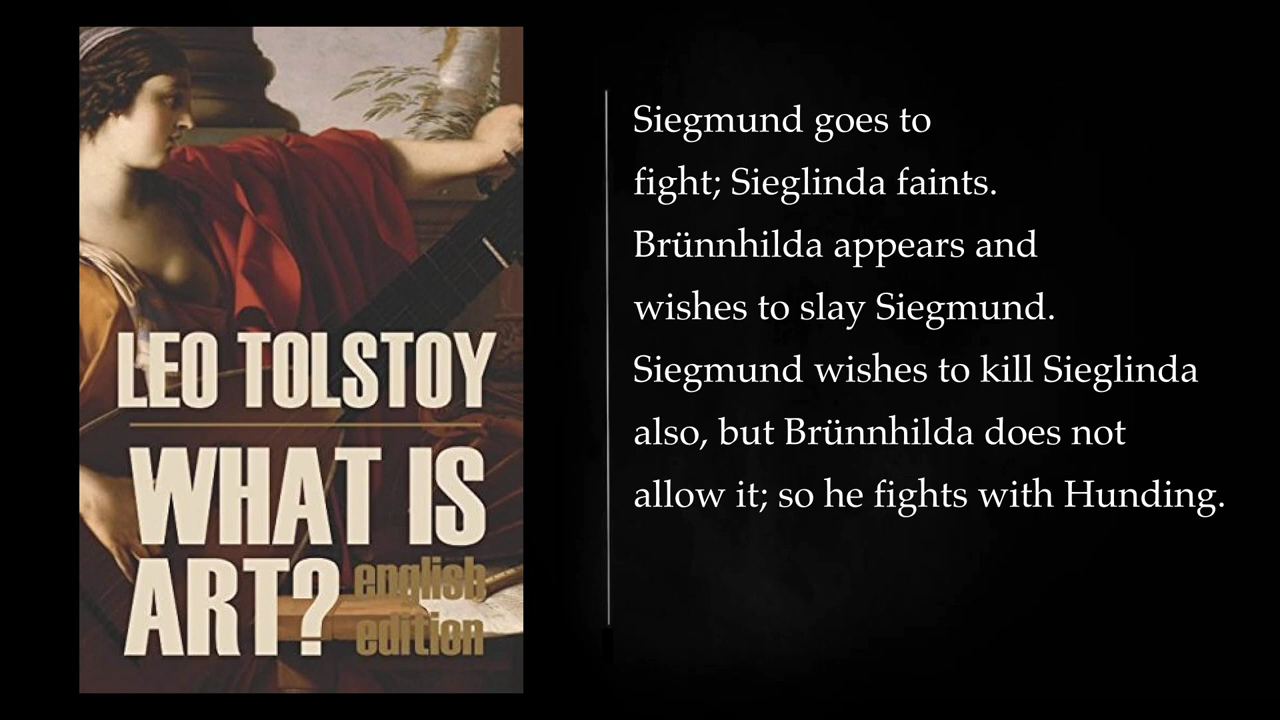 LEO TOLSTOY
WHAT IS
ART?
english
edition
Siegmund goes to
fight; Sieglinda faints.
Brünnhilda appears and
wishes to slay Siegmund.
Siegmund wishes to kill Sieglinda
also, but Brünnhilda does not
allow it; so he fights with Hunding.